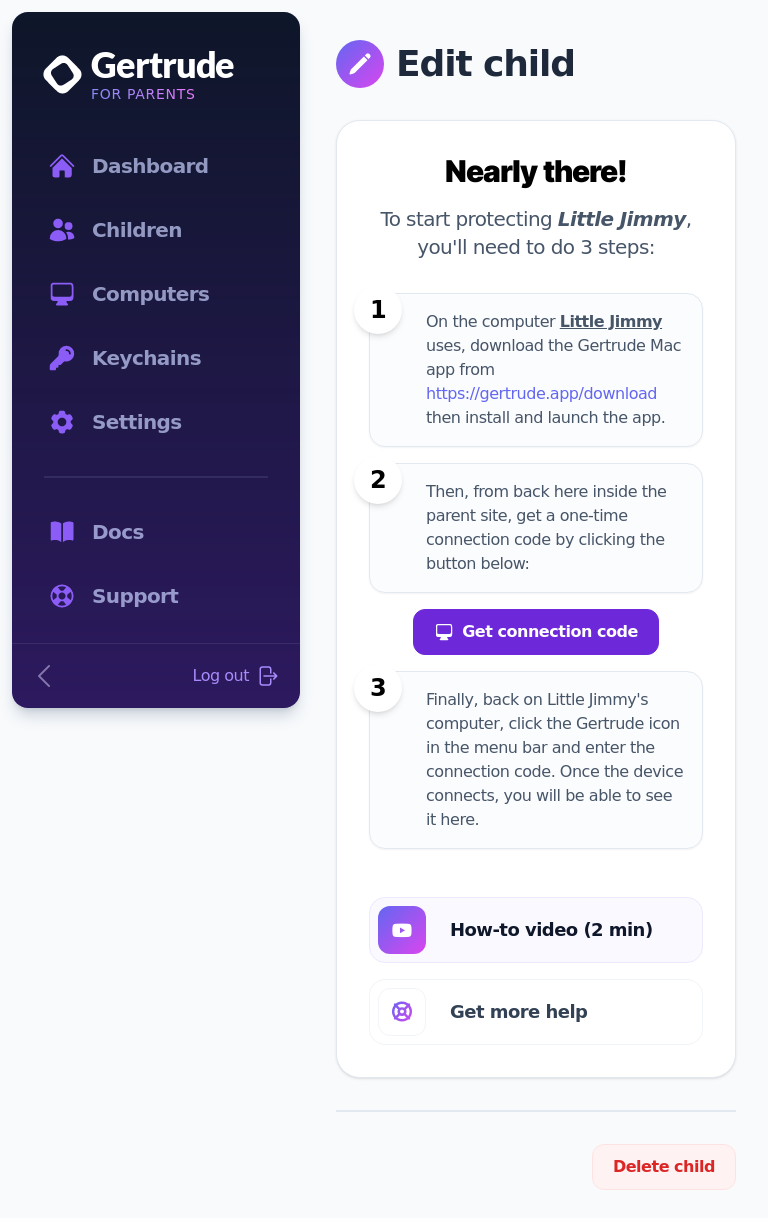 Gertrude
FOR PARENTS
Dashboard
Children
Computers
Keychains
Settings
Docs
Support
Log out
Edit child
Nearly there!
To start protecting Little Jimmy,
you'll need to do 3 steps:
1
On the computer Little Jimmy
uses, download the Gertrude Mac
app from
https://gertrude.app/download
then install and launch the app.
2
Then, from back here inside the
parent site, get a one-time
connection code by clicking the
button below:
Get connection code
3
Finally, back on Little Jimmy's
computer, click the Gertrude icon
in the menu bar and enter the
connection code. Once the device
connects, you will be able to see
it here.
How-to video (2 min)
Get more help
Delete child